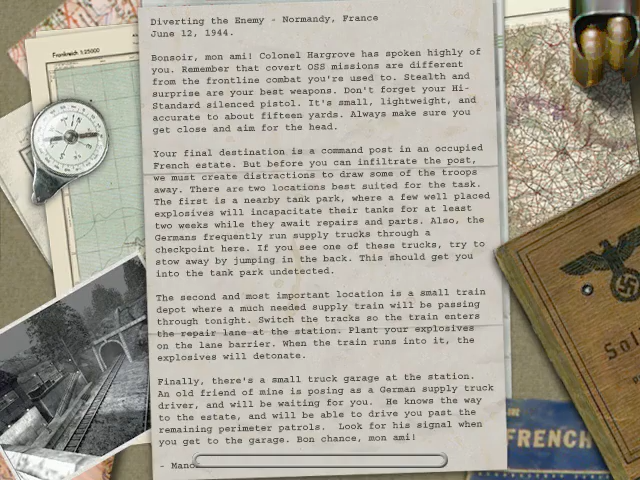 Diverting the Enemy - Normandy, France
June 12, 1944.
Bonsoir, mon ami! Colonel Hargrove has spoken highly of
you. Remember that covert OSS missions are different
from the frontline combat you're used to. Stealth and
surprise are your best weapons. Don't forget your Hi-
Standard silenced pistol. It's small, lightweight, and
accurate to about fifteen yards. Always make sure you
get close and aim for the head.
Your final destination is a command post in an occupied
French estate. But before you can infiltrate the post,
we must create distractions to draw some of the troops
away. There are two locations best suited for the task.
The first is a nearby tank park, where a few well placed
explosives will incapacitate their tanks for at least
two weeks while they await repairs and parts. Also, the
Germans frequently run supply trucks through a
checkpoint here. If you see one of these trucks, try to
stow away by jumping in the back. This should get you
into the tank park undetected.
The second and most important location is a small train
depot where a much needed supply train will be passing
through tonight. Switch the tracks so the train enters
the repair lane at the station. Plant your explosives
on the lane barrier. When the train runs into it, the
explosives will detonate.
Finally, there's a small truck garage at the station.
An old friend of mine is posing as a German supply truck
driver, and will be waiting for you.  He knows the way
to the estate, and will be able to drive you past the
remaining perimeter patrols.  Look for his signal when
you get to the garage. Bon chance, mon ami!
- Manon
Frankreich 1:25000
Sol
FRENCH